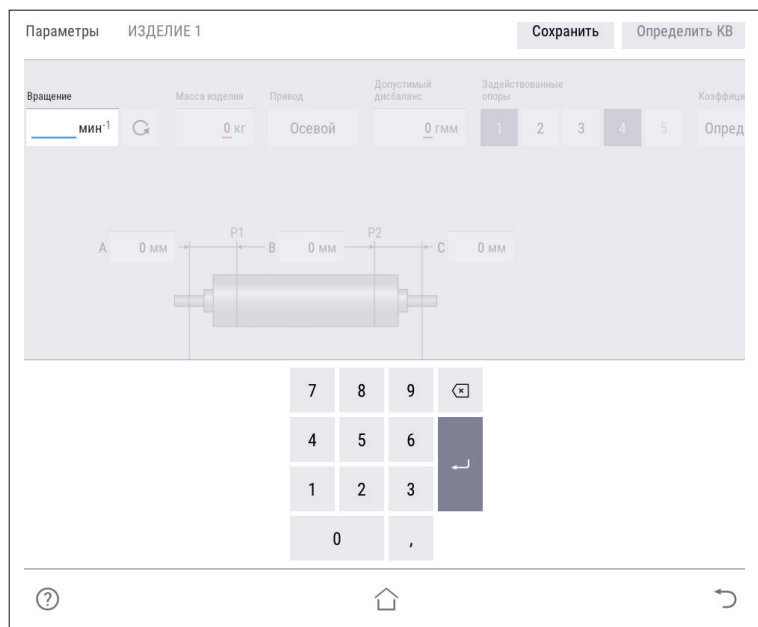 Параметры ИЗДЕЛИЕ 1 Сохранить Определить КВ
Вращение Масса изделия Привод Допустимый дисбаланс Задействованные опоры Коэффици
мин-1 0 кг Осевой 0 гмм 1 2 3 4 5 Опред
P1 P2
A 0 мм B 0 мм C 0 мм
7 8 9
4 5 6
1 2 3
0 ,
?